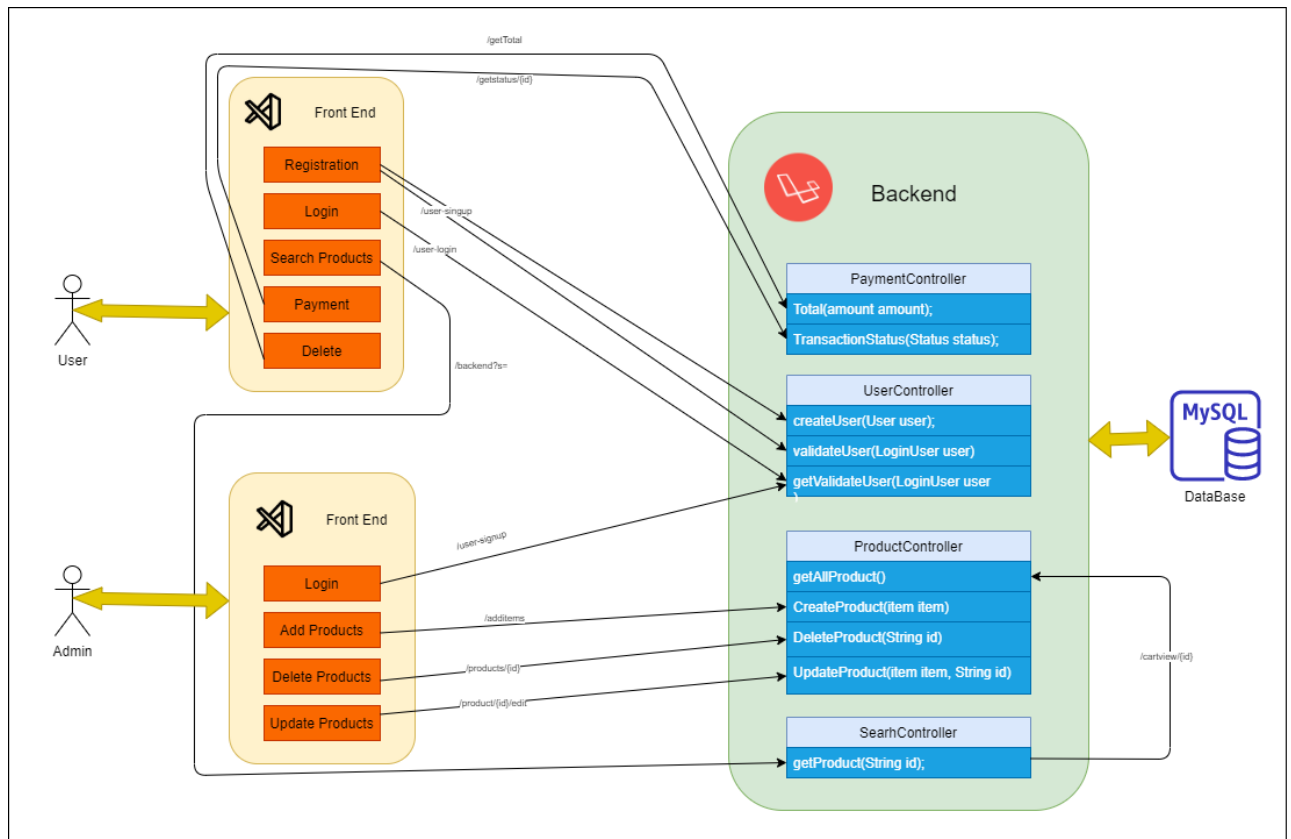 /getTotal
/getstatus/{id}
Front End
Registration
Login
Search Products
Payment
Delete
User
/user-singup
/user-login
/backend?s=
Backend
PaymentController
Total(amount amount);
TransactionStatus(Status status);
UserController
createUser(User user);
validateUser(LoginUser user)
getValidateUser(LoginUser user
)
MySQL
DataBase
Front End
Login
Add Products
Delete Products
Update Products
Admin
/user-signup
/additems
/products/{id}
/product/{id}/edit
ProductController
getAllProduct()
CreateProduct(item item)
DeleteProduct(String id)
UpdateProduct(item item, String id)
/cartview/{id}
SearhController
getProduct(String id);